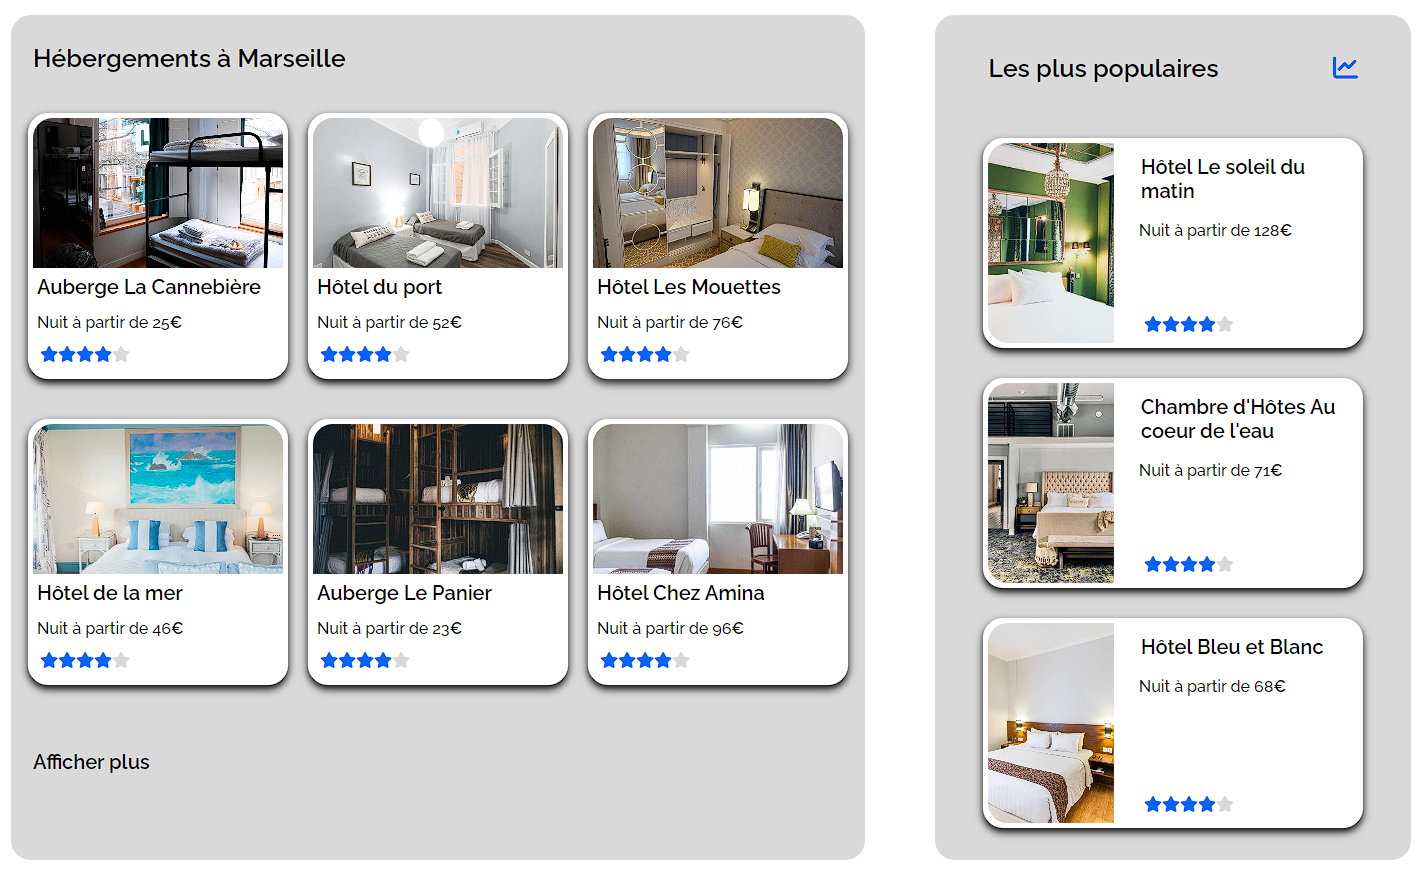 Hébergements à Marseille
Auberge La Cannebière
Nuit à partir de 25€
Hôtel du port
Nuit à partir de 52€
Hôtel Les Mouettes
Nuit à partir de 76€
Hôtel de la mer
Nuit à partir de 46€
Auberge Le Panier
Nuit à partir de 23€
Hôtel Chez Amina
Nuit à partir de 96€
Afficher plus
Les plus populaires
Hôtel Le soleil du
matin
Nuit à partir de 128€
Chambre d'Hôtes Au
coeur de l'eau
Nuit à partir de 71€
Hôtel Bleu et Blanc
Nuit à partir de 68€